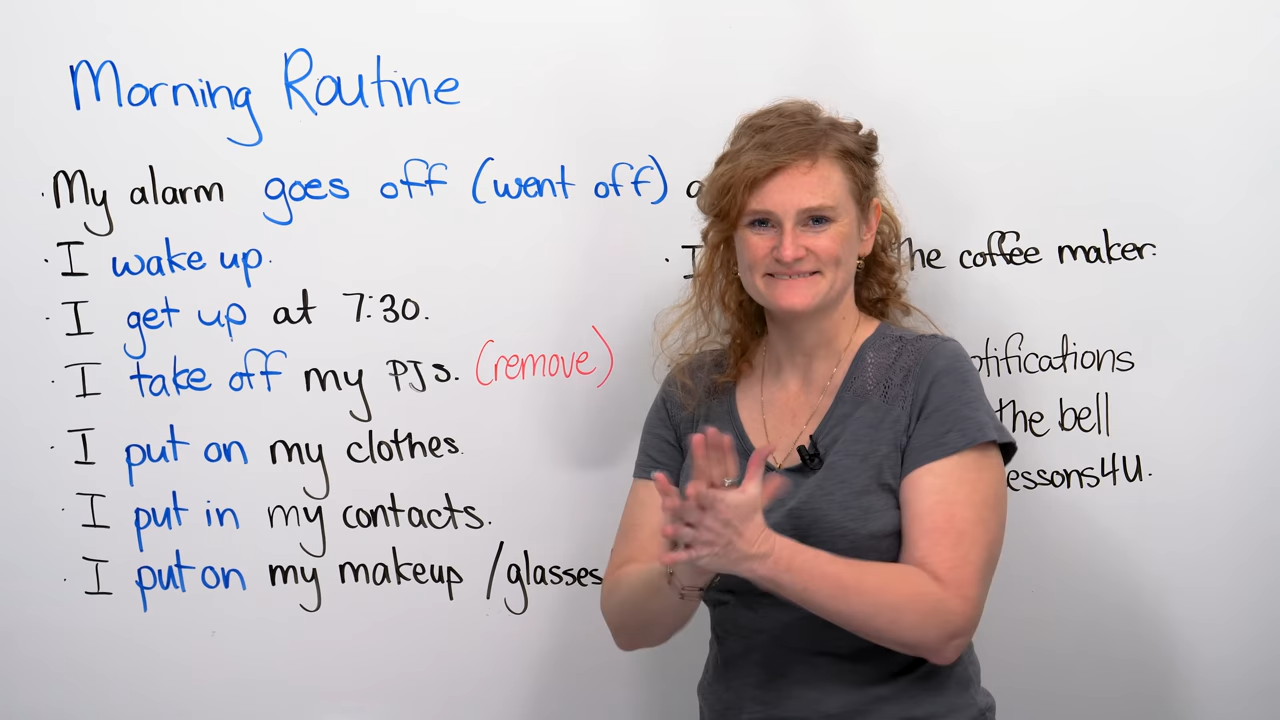 Morning Routine
· My alarm goes off (went off) a
· I wake up.
· I get up at 7:30.
· I take off my PJs. (remove)
· I put on my clothes.
· I put in my contacts.
· I put on my makeup / glasses
· I the coffee maker.
otifications
the bell
essons4U.